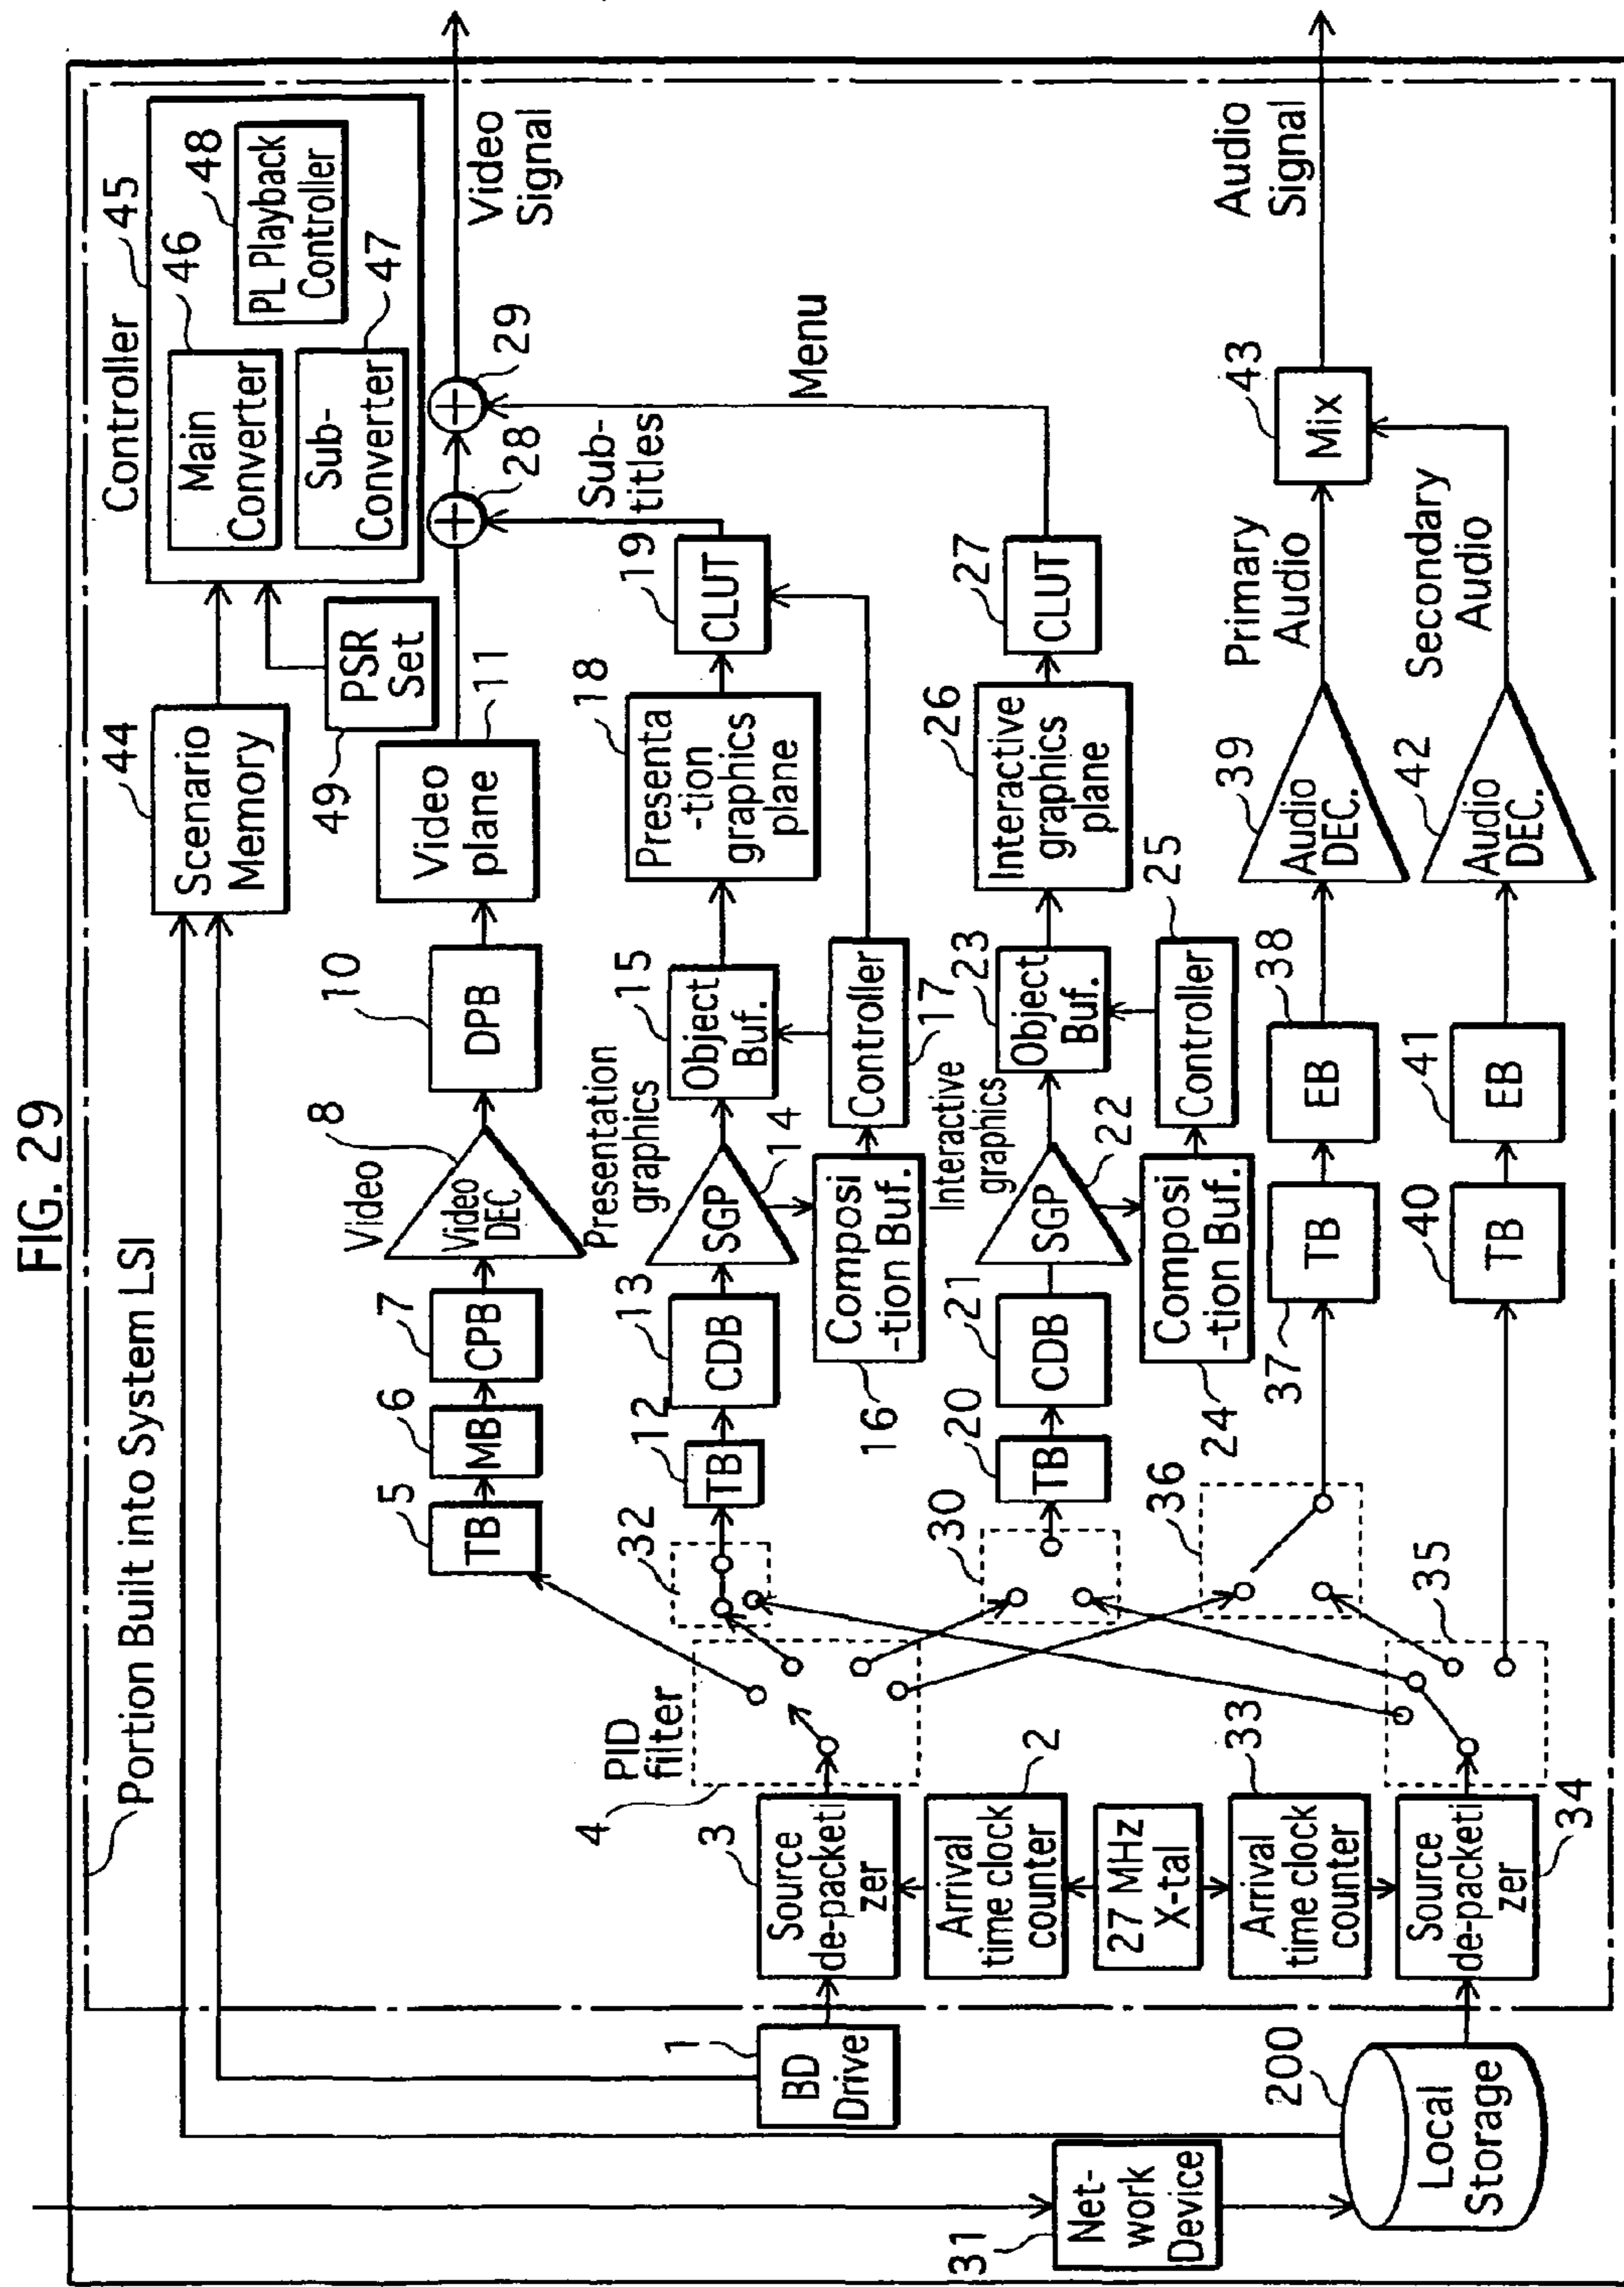 FIG. 29
Portion Built into System LSI
44
Scenario
Memory
Controller
45
46
Main
Converter
Sub-
Converter
47
48
PL Playback
Controller
PSR
Set
49
5
TB
6
MB
7
CPB
Video
8
Video
DEC
10
DPB
Video
plane
11
28
29
Video
Signal
32
12
TB
13
CDB
Presentation
graphics
SGP
14
15
Object
Buf.
18
Presenta
-tion
graphics
plane
19
CLUT
Sub-
titles
Composi
-tion Buf.
16
Controller
17
PID
filter
4
30
20
TB
21
CDB
Interactive
graphics
SGP
22
23
Object
Buf.
26
Interactive
graphics
plane
27
CLUT
Menu
Composi
-tion Buf.
24
Controller
25
1
BD
Drive
3
Source
de-packeti
zer
Arrival
time clock
counter
2
27 MHz
X-tal
Arrival
time clock
counter
33
Source
de-packeti
zer
34
35
36
37
TB
38
EB
39
Audio
DEC.
Primary
Audio
43
Mix
Audio
Signal
40
TB
41
EB
42
Audio
DEC.
Secondary
Audio
31
Net-
work
Device
200
Local
Storage